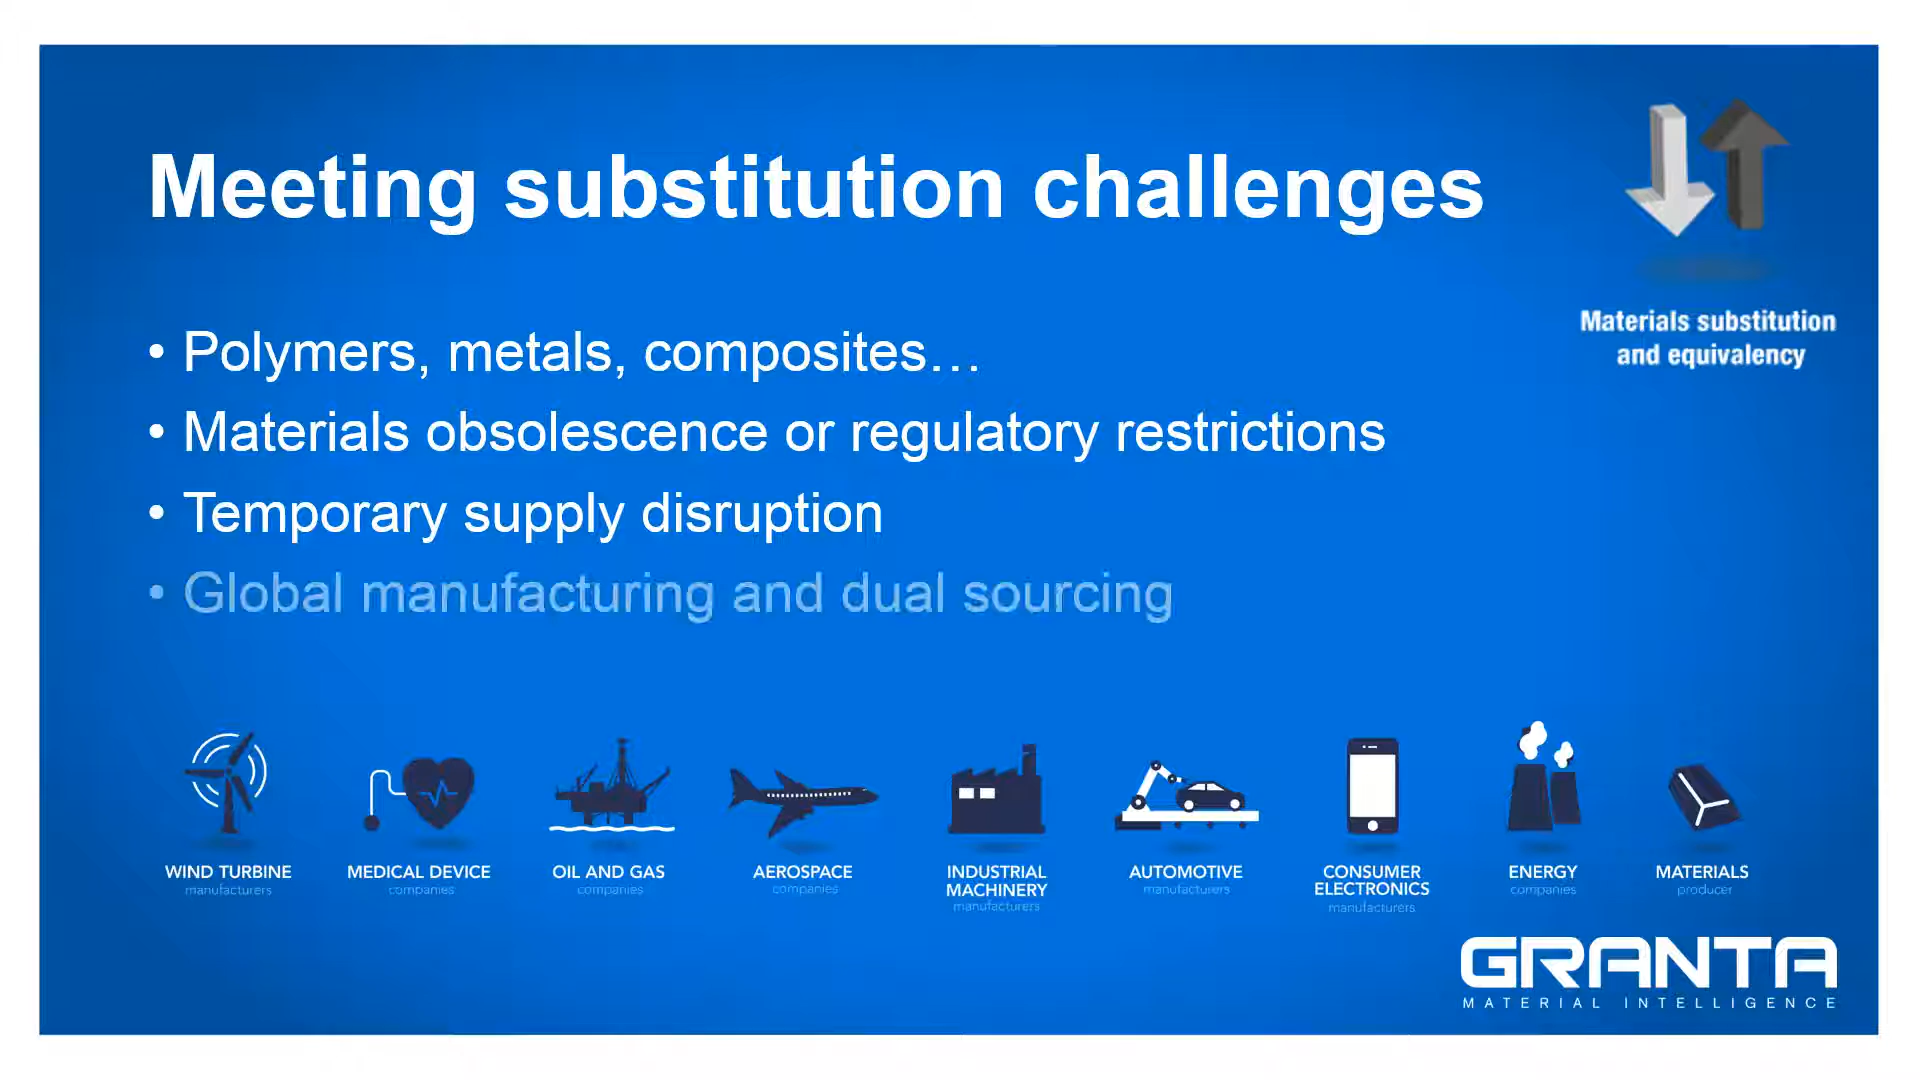 Meeting substitution challenges
Materials substitution
and equivalency
• Polymers, metals, composites…
• Materials obsolescence or regulatory restrictions
• Temporary supply disruption
• Global manufacturing and dual sourcing
WIND TURBINE
manufacturers
MEDICAL DEVICE
companies
OIL AND GAS
companies
AEROSPACE
companies
INDUSTRIAL
MACHINERY
manufacturers
AUTOMOTIVE
manufacturers
CONSUMER
ELECTRONICS
manufacturers
ENERGY
companies
MATERIALS
producer
GRANTA
MATERIAL INTELLIGENCE